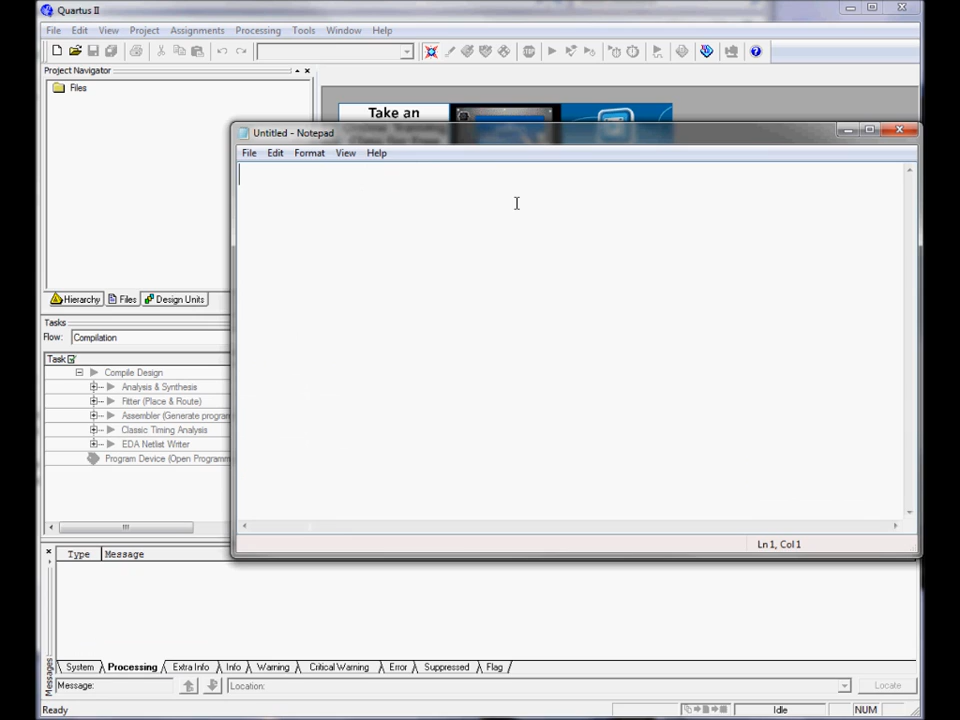 Quartus II
File Edit View Project Assignments Processing Tools Window Help
Project Navigator
Files
Take an
Untitled - Notepad
File Edit Format View Help
Hierarchy Files Design Units
Tasks
Flow: Compilation
Task
Compile Design
Analysis & Synthesis
Fitter (Place & Route)
Assembler (Generate program
Classic Timing Analysis
EDA Netlist Writer
Program Device (Open Programm
Ln 1, Col 1
Type Message
System Processing Extra Info Info Warning Critical Warning Error Suppressed Flag
Messages
Message: Location: Locate
Ready Idle NUM